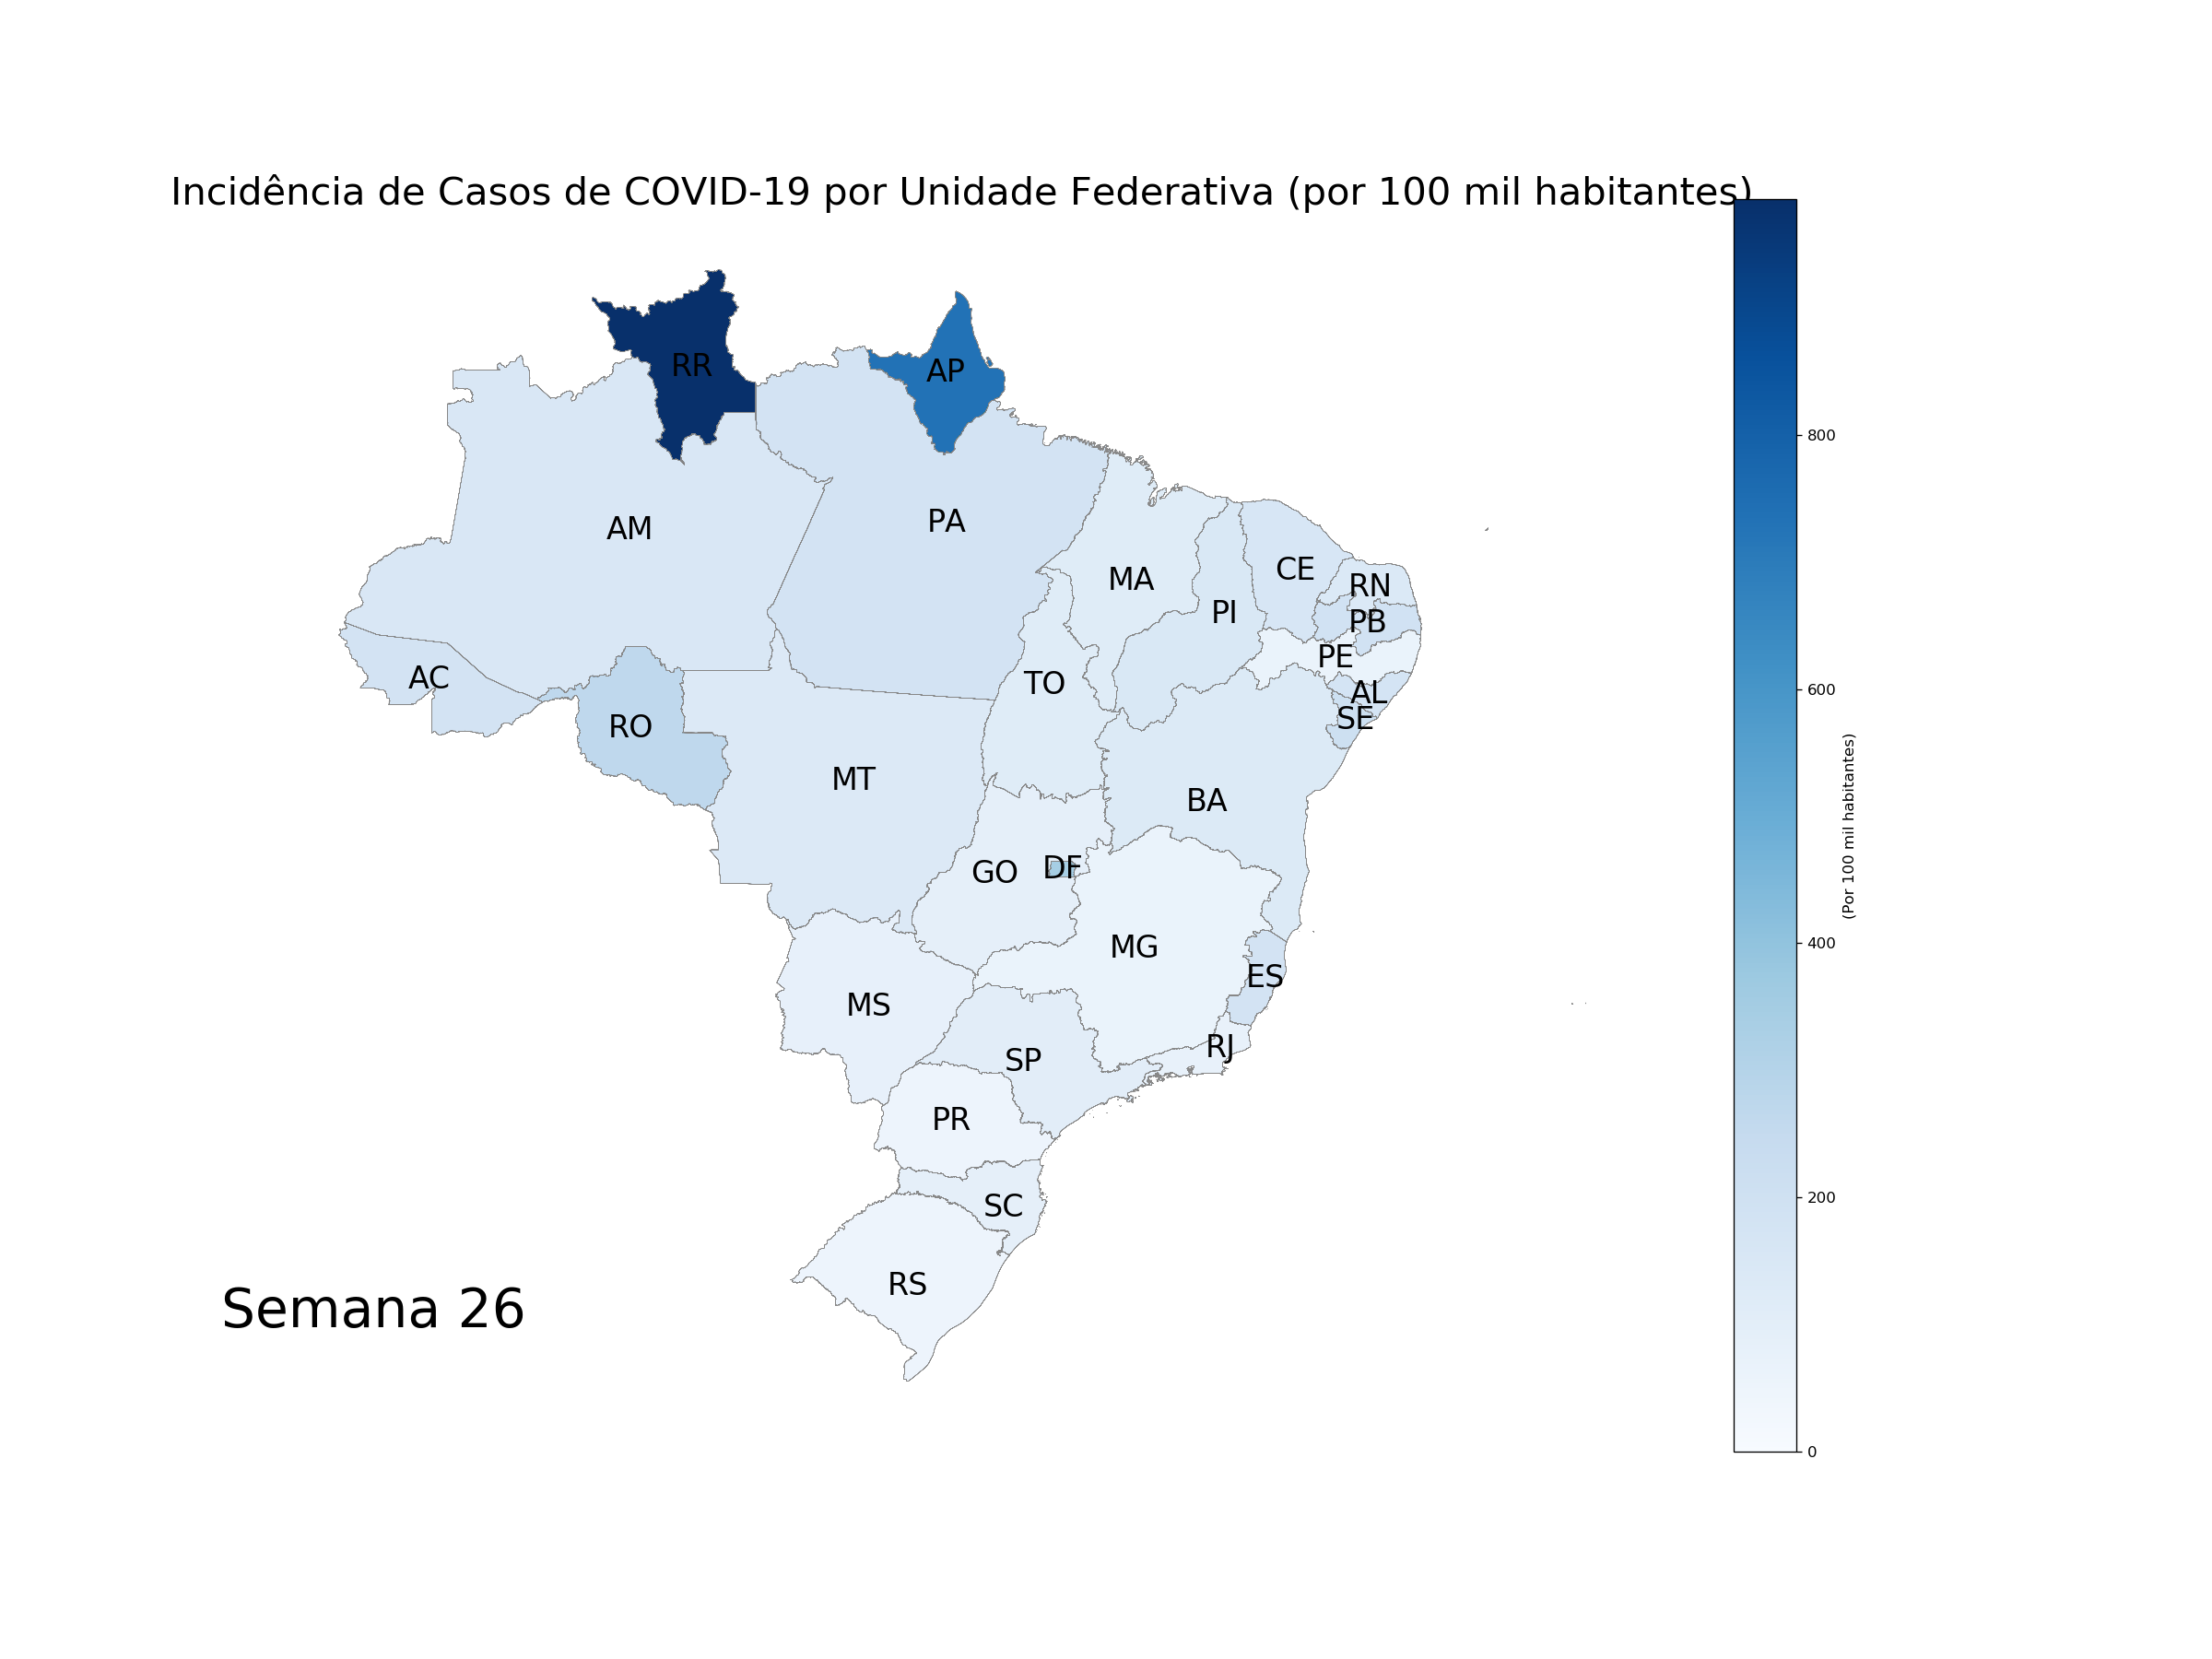 Incidência de Casos de COVID-19 por Unidade Federativa (por 100 mil habitantes)
RR
AP
800
AM
PA
CE
MA
RN
PI
PB
PE
AC
TO
AL
600
SE
RO
MT
BA
(Por 100 mil habitantes)
GO
DF
MG
400
ES
MS
RJ
SP
PR
200
SC
RS
Semana 26
0